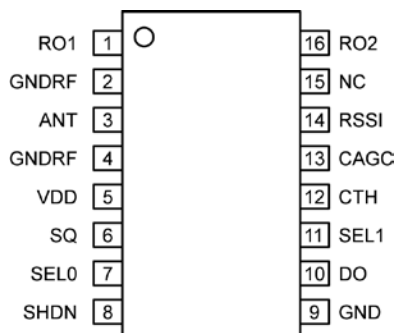 RO1 1 16 RO2
GNDRF 2 15 NC
ANT 3 14 RSSI
GNDRF 4 13 CAGC
VDD 5 12 CTH
SQ 6 11 SEL1
SEL0 7 10 DO
SHDN 8 9 GND